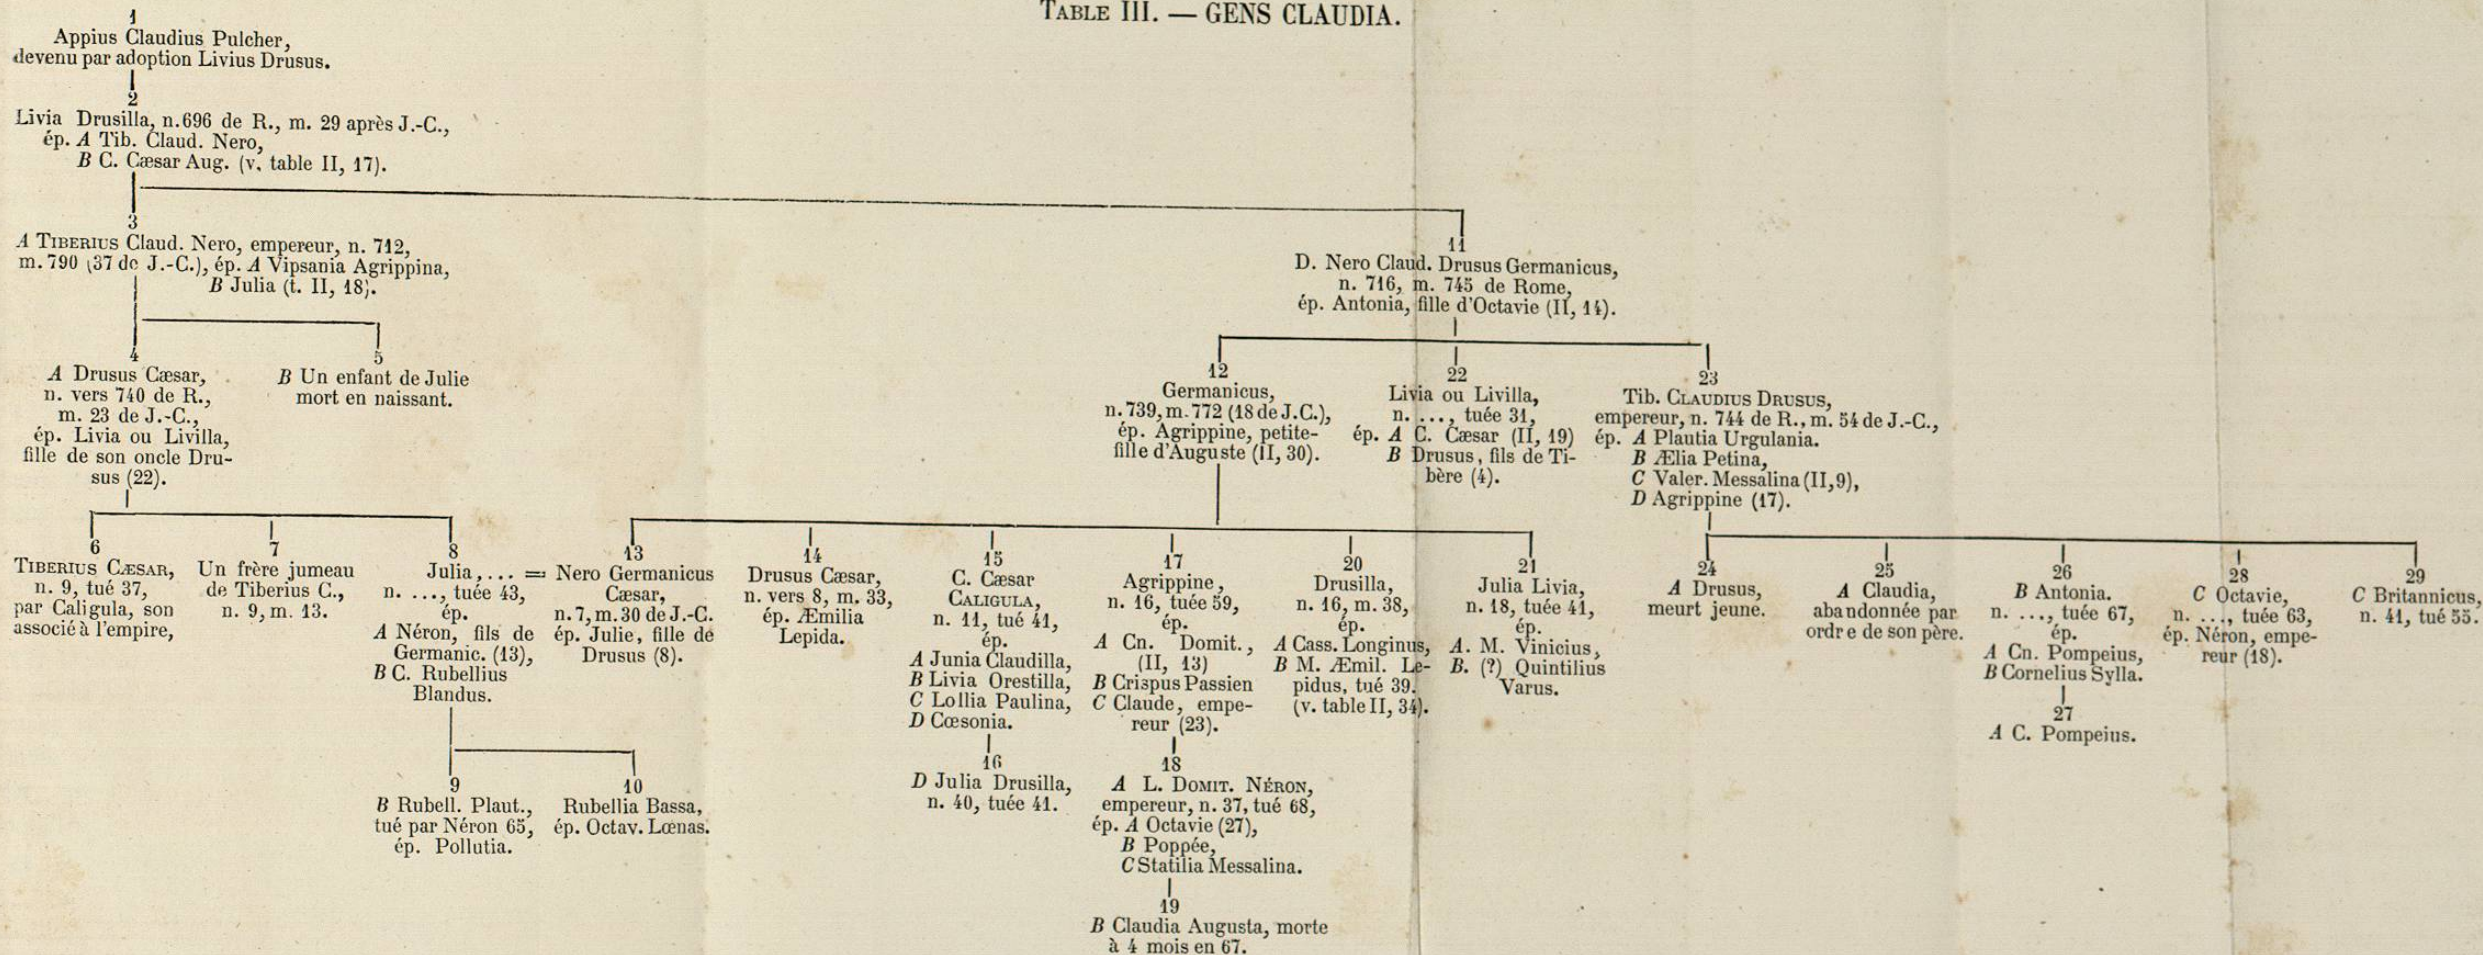 TABLE III. — GENS CLAUDIA.
1
Appius Claudius Pulcher,
devenu par adoption Livius Drusus.
2
Livia Drusilla, n. 696 de R., m. 29 après J.-C.,
ép. A Tib. Claud. Nero,
B C. Cæsar Aug. (v. table II, 17).
3
A TIBERIUS Claud. Nero, empereur, n. 712,
m. 790 (37 de J.-C.), ép. A Vipsania Agrippina,
B Julia (t. II, 18).
4
A Drusus Cæsar,
n. vers 740 de R.,
m. 23 de J.-C.,
ép. Livia ou Livilla,
fille de son oncle Dru-
sus (22).
5
B Un enfant de Julie
mort en naissant.
6
TIBERIUS CÆSAR,
n. 9, tué 37,
par Caligula, son
associé à l'empire,
7
Un frère jumeau
de Tiberius C.,
n. 9, m. 13.
8
Julia, ... =
n. ..., tuée 43,
ép.
A Néron, fils de
Germanic. (13),
B C. Rubellius
Blandus.
9
B Rubell. Plaut.,
tué par Néron 65,
ép. Pollutia.
10
Rubellia Bassa,
ép. Octav. Lœnas.
11
D. Nero Claud. Drusus Germanicus,
n. 716, m. 745 de Rome,
ép. Antonia, fille d'Octavie (II, 14).
12
Germanicus,
n. 739, m. 772 (18 de J.C.),
ép. Agrippine, petite-
fille d'Auguste (II, 30).
22
Livia ou Livilla,
n. ..., tuée 31,
ép. A C. Cæsar (II, 19)
B Drusus, fils de Ti-
bère (4).
23
Tib. CLAUDIUS DRUSUS,
empereur, n. 744 de R., m. 54 de J.-C.,
ép. A Plautia Urgulania.
B Ælia Petina,
C Valer. Messalina (II, 9),
D Agrippine (17).
13
Nero Germanicus
Cæsar,
n. 7, m. 30 de J.-C.
ép. Julie, fille de
Drusus (8).
14
Drusus Cæsar,
n. vers 8, m. 33,
ép. Æmilia
Lepida.
15
C. Cæsar
CALIGULA,
n. 11, tué 41,
ép.
A Junia Claudilla,
B Livia Orestilla,
C Lollia Paulina,
D Cœsonia.
16
D Julia Drusilla,
n. 40, tuée 41.
17
Agrippine,
n. 16, tuée 59,
ép.
A Cn. Domit.,
(II, 13)
B Crispus Passien
C Claude, empe-
reur (23).
18
A L. DOMIT. NÉRON,
empereur, n. 37, tué 68,
ép. A Octavie (27),
B Poppée,
C Statilia Messalina.
19
B Claudia Augusta, morte
à 4 mois en 67.
20
Drusilla,
n. 16, m. 38,
ép.
A Cass. Longinus,
B M. Æmil. Le-
pidus, tué 39.
(v. table II, 34).
21
Julia Livia,
n. 18, tuée 41,
ép.
A. M. Vinicius,
B. (?) Quintilius
Varus.
24
A Drusus,
meurt jeune.
25
A Claudia,
abandonnée par
ordre de son père.
26
B Antonia.
n. ..., tuée 67,
ép.
A Cn. Pompeius,
B Cornelius Sylla.
27
A C. Pompeius.
28
C Octavie,
n. ..., tuée 63,
ép. Néron, empe-
reur (18).
29
C Britannicus,
n. 41, tué 55.